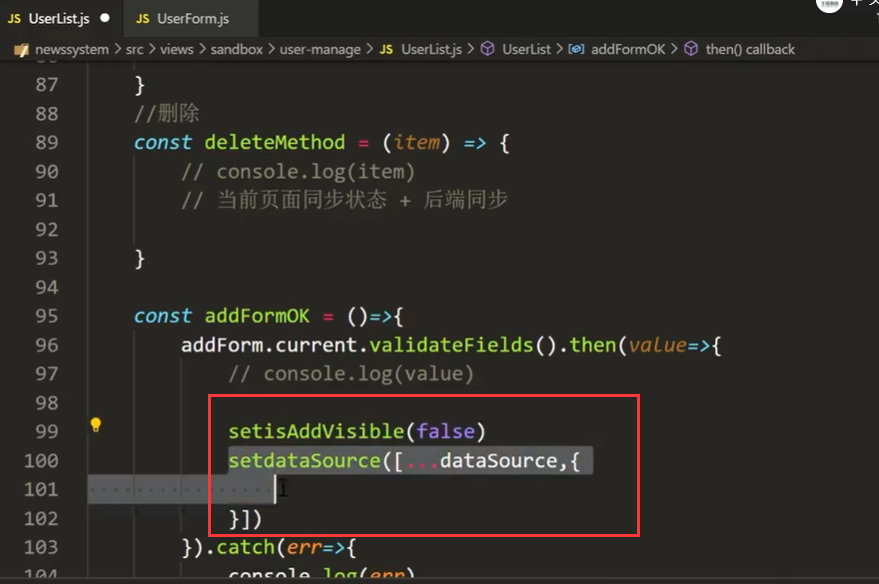 JS UserList.js ● JS UserForm.js
newssystem > src > views > sandbox > user-manage > JS UserList.js > UserList > addFormOK > then() callback
87 }
88 //删除
89 const deleteMethod = (item) => {
90 // console.log(item)
91 // 当前页面同步状态 + 后端同步
92
93 }
94
95 const addFormOK = ()=>{
96 addForm.current.validateFields().then(value=>{
97 // console.log(value)
98
99 setisAddVisible(false)
100 setdataSource([...dataSource,{
101
102 }])
103 }).catch(err=>{
104 console.log(err)